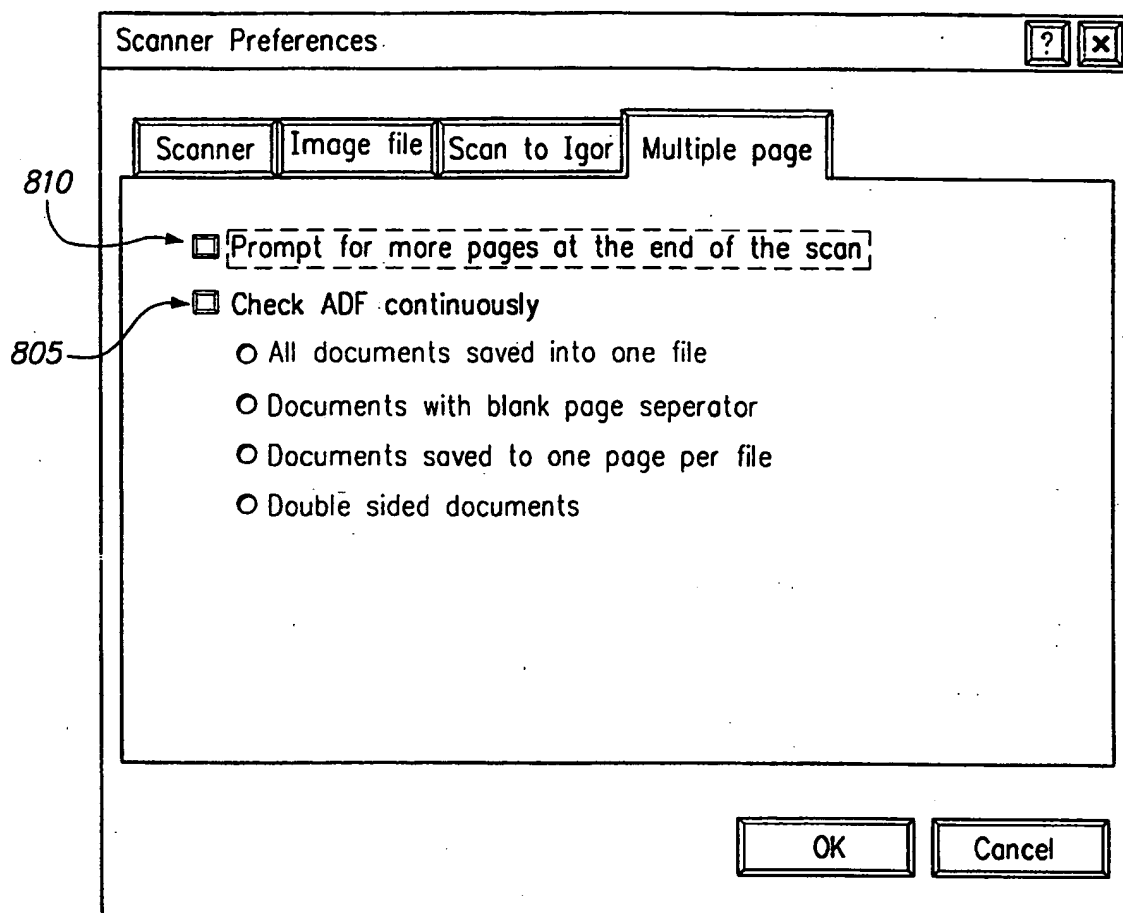 Scanner Preferences
?
×
Scanner
Image file
Scan to Igor
Multiple page
810
Prompt for more pages at the end of the scan
Check ADF continuously
805
All documents saved into one file
Documents with blank page seperator
Documents saved to one page per file
Double sided documents
OK
Cancel